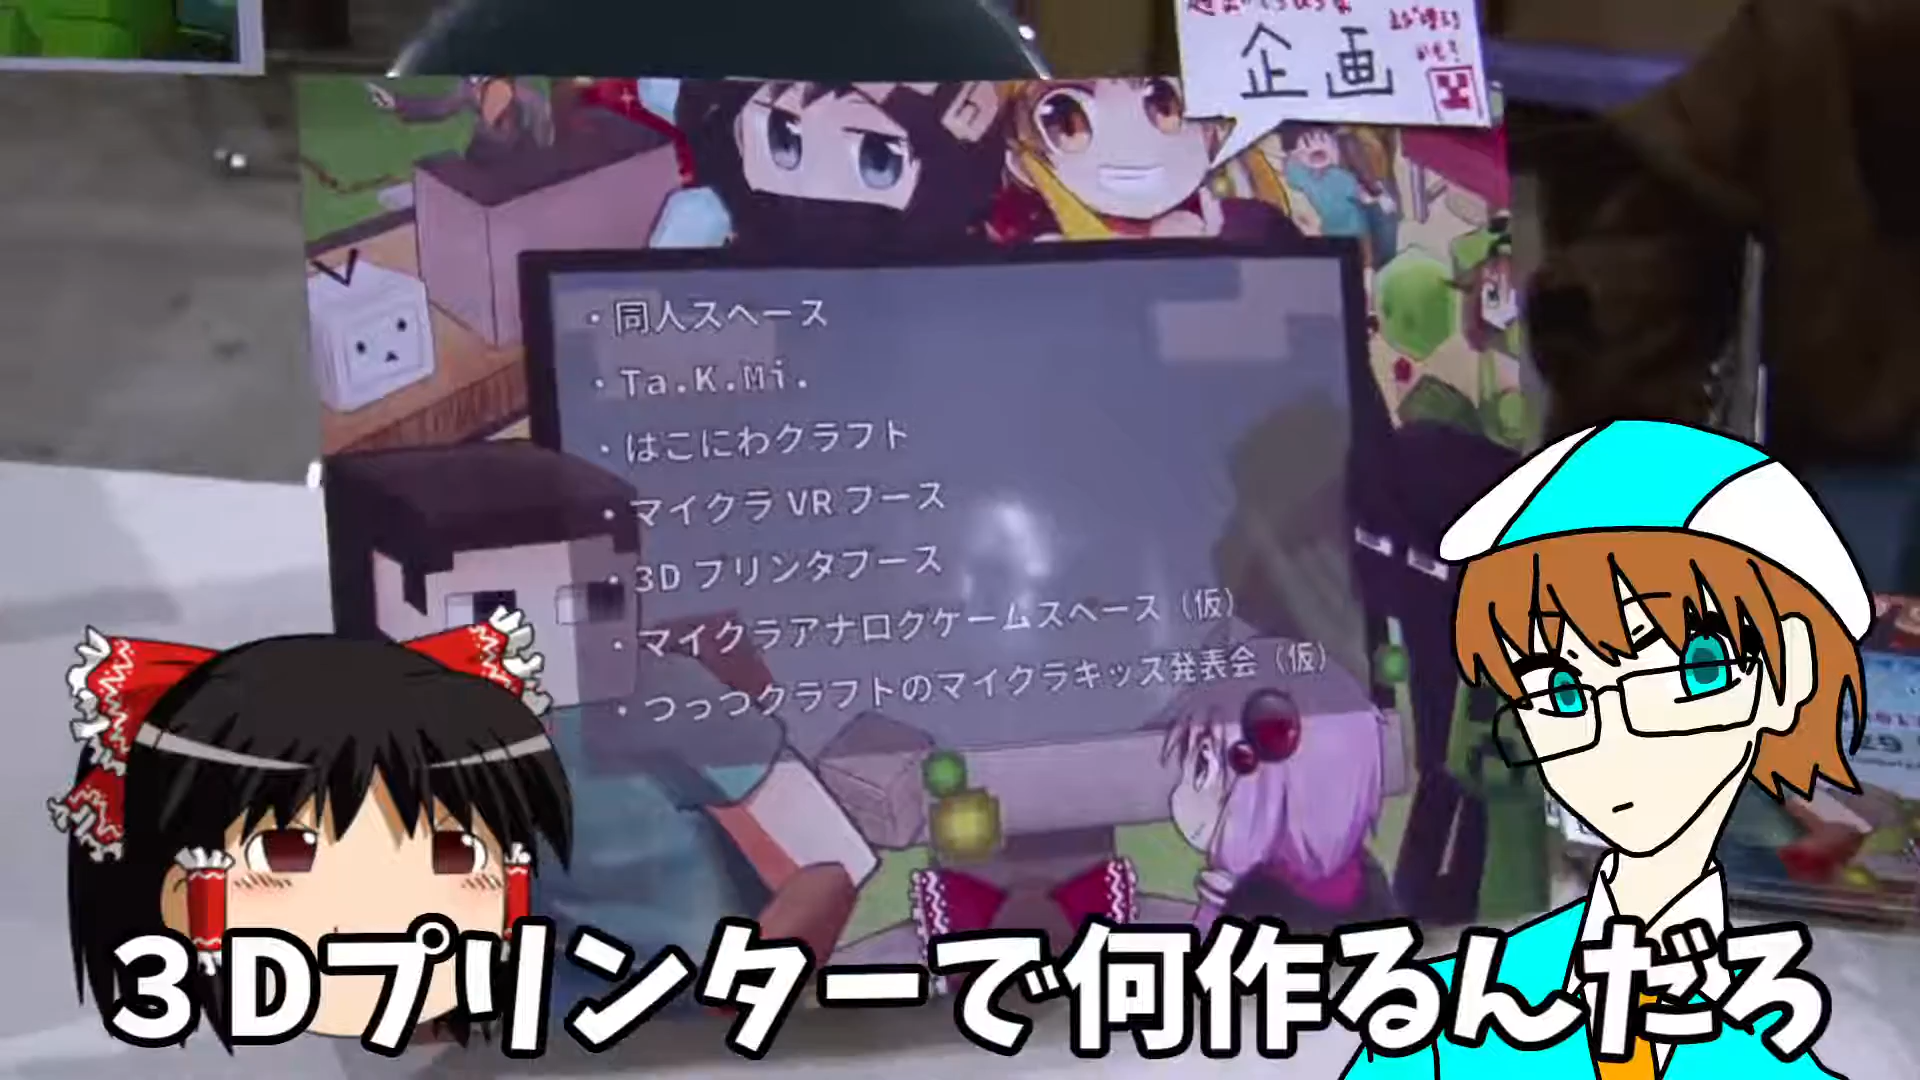 企画
・同人スペース
・Ta.K.Mi.
・はこにわクラフト
・マイクラVRブース
・3Dプリンタブース
・マイクラアナログゲームスペース（仮）
・つっつクラフトのマイクラキッズ発表会（仮）
３Dプリンターで何作るんだろ